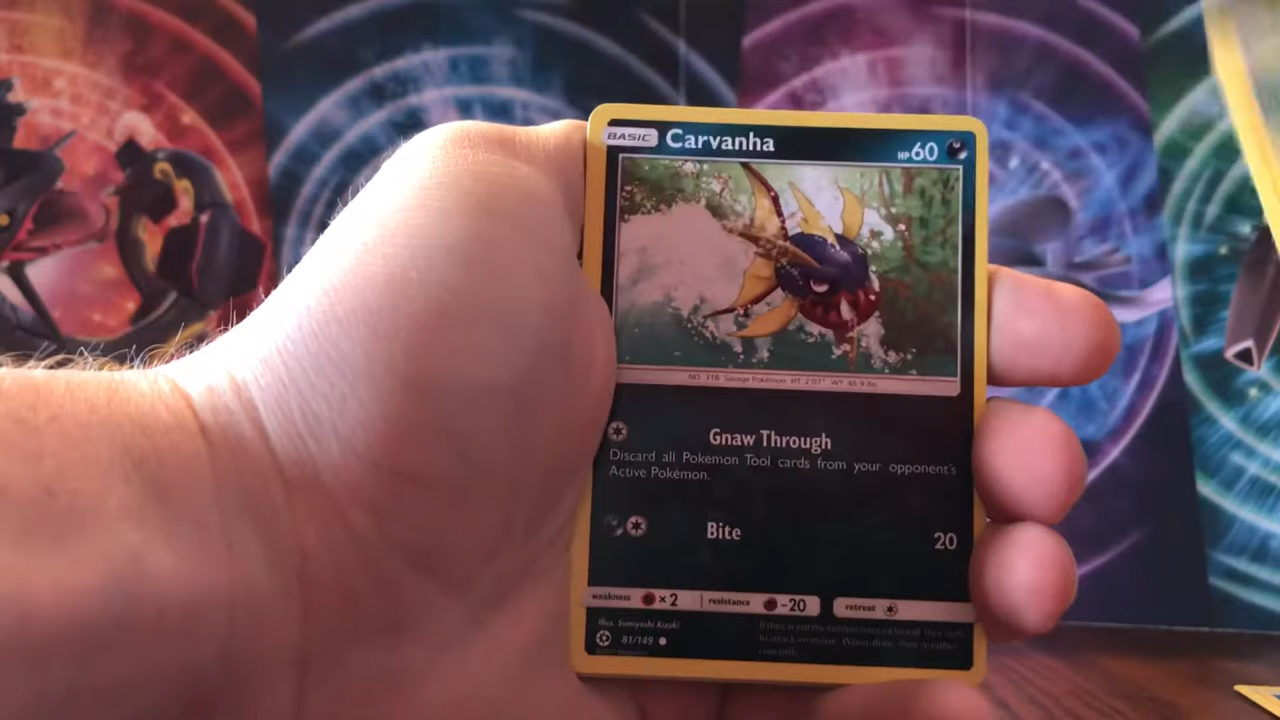 BASIC Carvanha HP 60
NO. 318 Savage Pokémon HT 2'07" WT 45.9 lbs.
Gnaw Through
Discard all Pokémon Tool cards from your opponent's
Active Pokémon.
Bite 20
weakness ×2 resistance -20 retreat
Illus. Sumiyoshi Kizuki
81/149